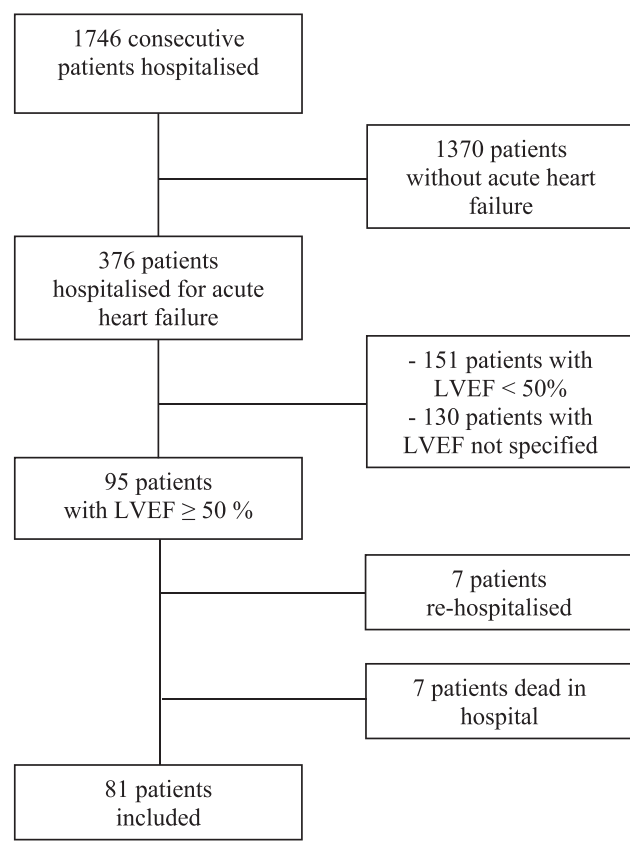 1746 consecutive
patients hospitalised
1370 patients
without acute heart
failure
376 patients
hospitalised for acute
heart failure
- 151 patients with
LVEF < 50%
- 130 patients with
LVEF not specified
95 patients
with LVEF ≥ 50 %
7 patients
re-hospitalised
7 patients dead in
hospital
81 patients
included